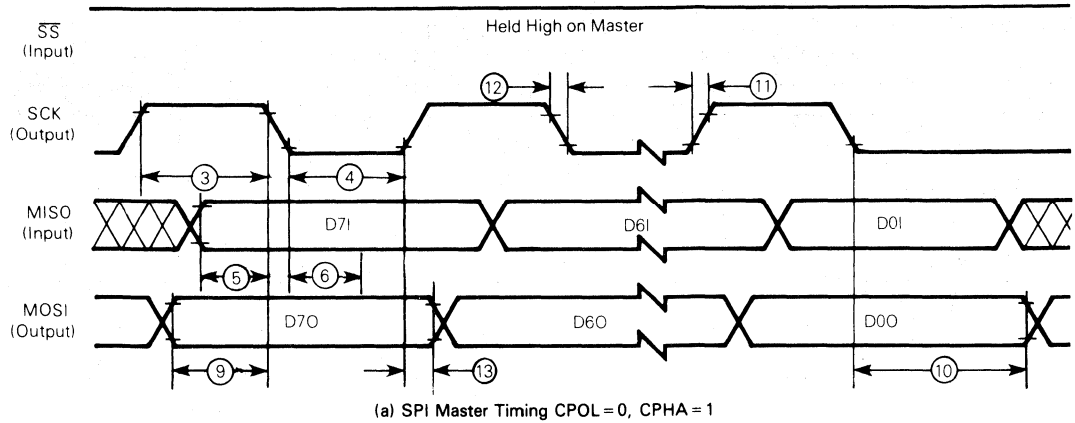 Held High on Master
SS
(Input)
12
11
SCK
(Output)
3
4
MISO
(Input)
D7I
D6I
D0I
5
6
MOSI
(Output)
D7O
D6O
D0O
9
13
10
(a) SPI Master Timing CPOL=0, CPHA=1